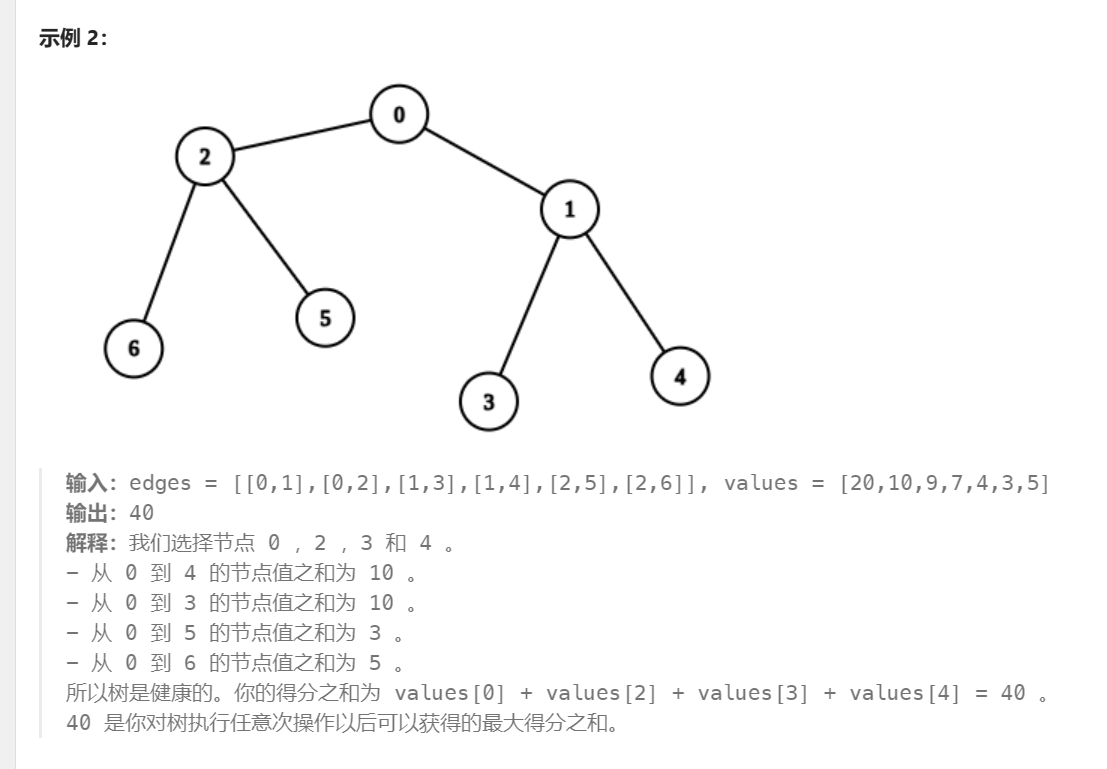 示例 2：
0
2
1
5
6
4
3
输入：edges = [[0,1],[0,2],[1,3],[1,4],[2,5],[2,6]], values = [20,10,9,7,4,3,5]
输出：40
解释：我们选择节点 0 ，2 ，3 和 4 。
- 从 0 到 4 的节点值之和为 10 。
- 从 0 到 3 的节点值之和为 10 。
- 从 0 到 5 的节点值之和为 3 。
- 从 0 到 6 的节点值之和为 5 。
所以树是健康的。你的得分之和为 values[0] + values[2] + values[3] + values[4] = 40 。
40 是你对树执行任意次操作以后可以获得的最大得分之和。